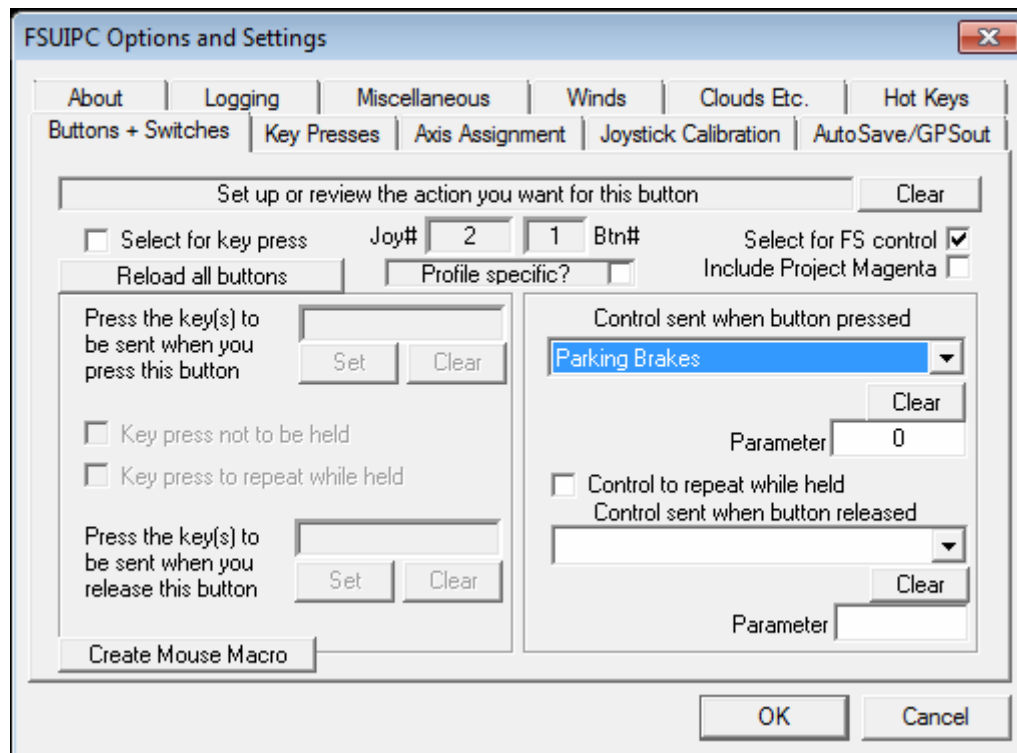 FSUIPC Options and Settings
About
Logging
Miscellaneous
Winds
Clouds Etc.
Hot Keys
Buttons + Switches
Key Presses
Axis Assignment
Joystick Calibration
AutoSave/GPSout
Set up or review the action you want for this button
Clear
Select for key press
Joy# 2 1 Btn#
Select for FS control
Reload all buttons
Profile specific?
Include Project Magenta
Press the key(s) to
be sent when you
press this button
Set
Clear
Key press not to be held
Key press to repeat while held
Press the key(s) to
be sent when you
release this button
Set
Clear
Create Mouse Macro
Control sent when button pressed
Parking Brakes
Clear
Parameter 0
Control to repeat while held
Control sent when button released
Clear
Parameter
OK
Cancel